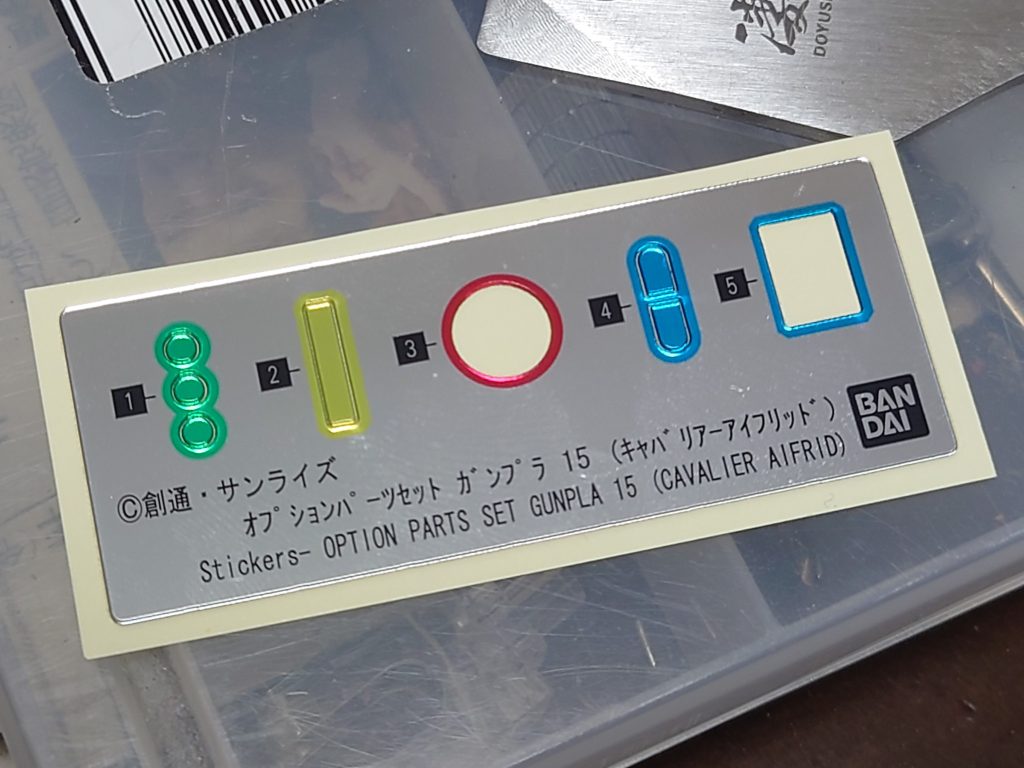 DOYUSH
1
2
3
4
5
©創通・サンライズ
オプションパーツセット ガンプラ 15 (キャバリアーアイフリッド)
Stickers- OPTION PARTS SET GUNPLA 15 (CAVALIER AIFRID)
BAN
DAI